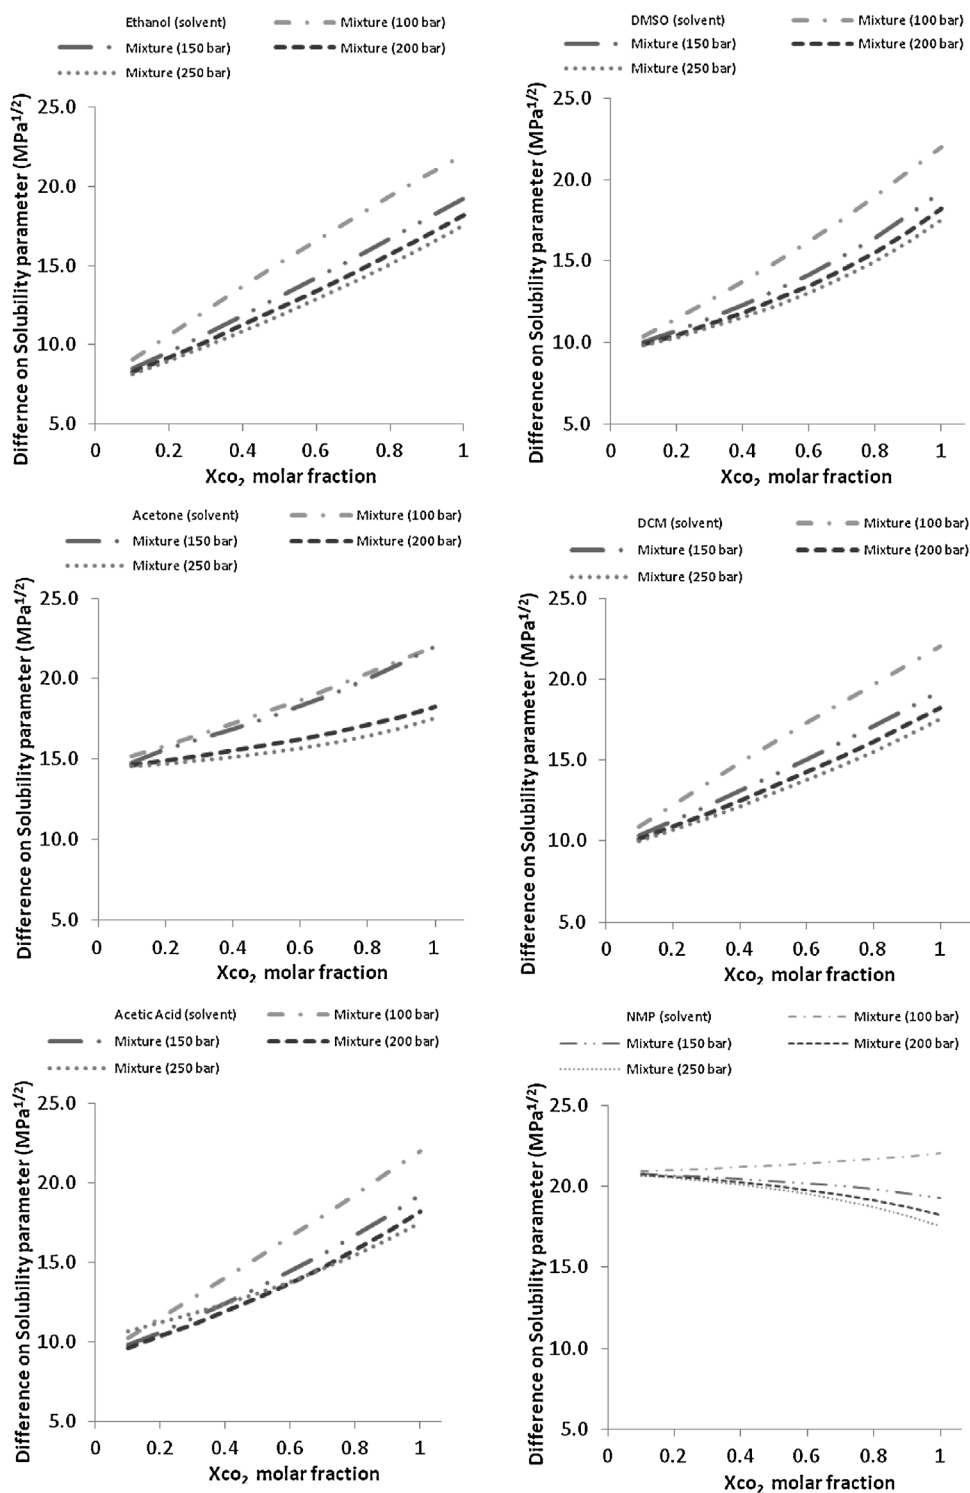 Ethanol (solvent) Mixture (100 bar)
Mixture (150 bar) Mixture (200 bar)
Mixture (250 bar)
Differnce on Solubility parameter (MPa1/2)
25.0
20.0
15.0
10.0
5.0
0 0.2 0.4 0.6 0.8 1
Xco2 molar fraction
DMSO (solvent) Mixture (100 bar)
Mixture (150 bar) Mixture (200 bar)
Mixture (250 bar)
Difference on Solubility parameter (MPa1/2)
25.0
20.0
15.0
10.0
5.0
0 0.2 0.4 0.6 0.8 1
Xco2 molar fraction
Acetone (solvent) Mixture (100 bar)
Mixture (150 bar) Mixture (200 bar)
Mixture (250 bar)
Difference on Solubility parameter (MPa1/2)
25.0
20.0
15.0
10.0
5.0
0 0.2 0.4 0.6 0.8 1
Xco2 molar fraction
DCM (solvent) Mixture (100 bar)
Mixture (150 bar) Mixture (200 bar)
Mixture (250 bar)
Difference on Solubility parameter (MPa1/2)
25.0
20.0
15.0
10.0
5.0
0 0.2 0.4 0.6 0.8 1
Xco2 molar fraction
Acetic Acid (solvent) Mixture (100 bar)
Mixture (150 bar) Mixture (200 bar)
Mixture (250 bar)
Difference on Solubility parameter (MPa1/2)
25.0
20.0
15.0
10.0
5.0
0 0.2 0.4 0.6 0.8 1
Xco2 molar fraction
NMP (solvent) Mixture (100 bar)
Mixture (150 bar) Mixture (200 bar)
Mixture (250 bar)
Difference on Solubility parameter (MPa1/2)
25.0
20.0
15.0
10.0
5.0
0 0.2 0.4 0.6 0.8 1
Xco2 molar fraction